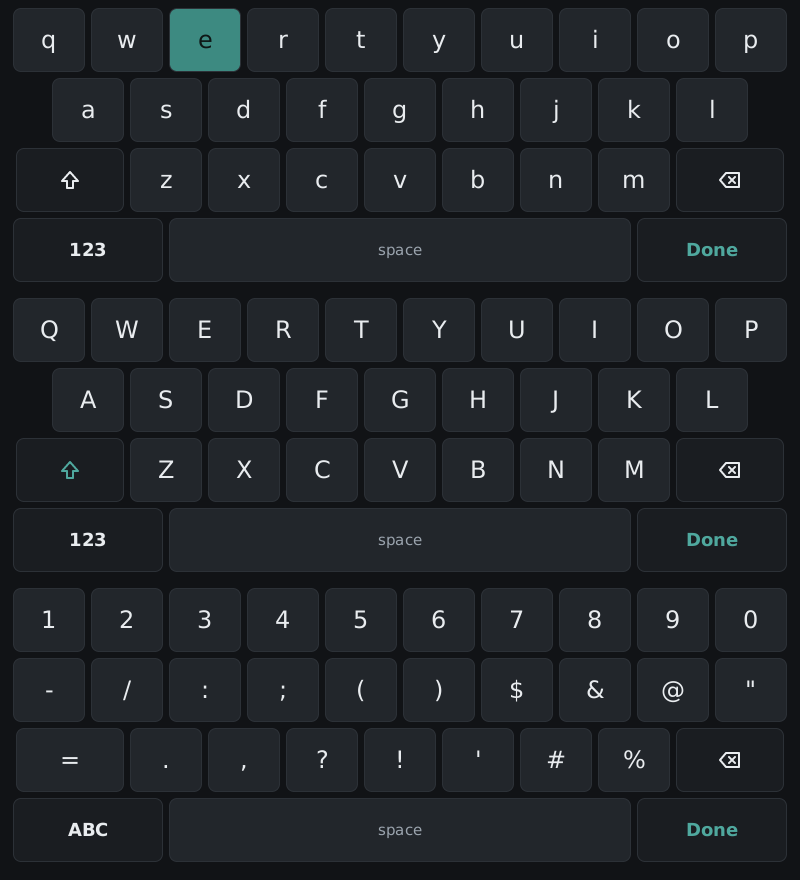 q w e r t y u i o p
a s d f g h j k l
z x c v b n m
123 space Done
Q W E R T Y U I O P
A S D F G H J K L
Z X C V B N M
123 space Done
1 2 3 4 5 6 7 8 9 0
- / : ; ( ) $ & @ "
= . , ? ! ' # %
ABC space Done